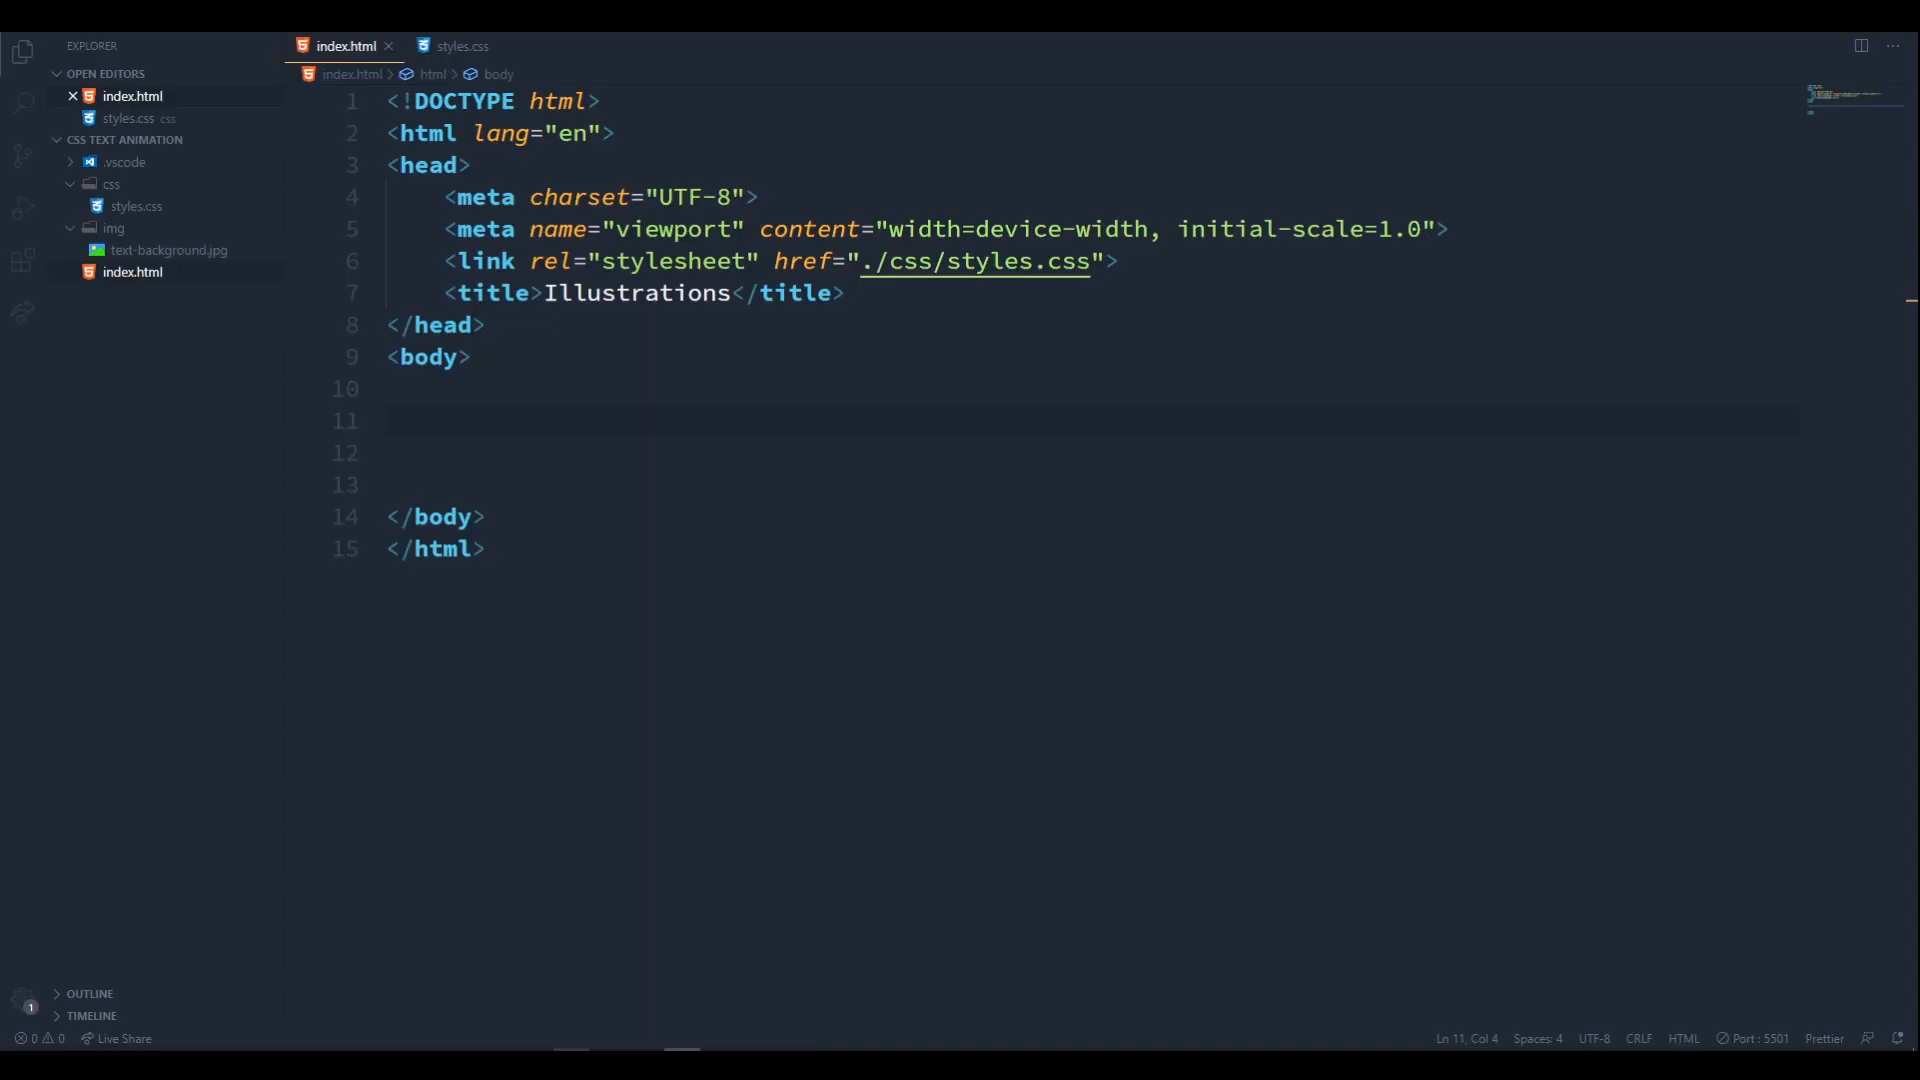 EXPLORER
OPEN EDITORS
index.html
styles.css css
CSS TEXT ANIMATION
.vscode
css
styles.css
img
text-background.jpg
index.html
OUTLINE
TIMELINE
index.html styles.css
index.html > html > body
1 <!DOCTYPE html>
2 <html lang="en">
3 <head>
4 <meta charset="UTF-8">
5 <meta name="viewport" content="width=device-width, initial-scale=1.0">
6 <link rel="stylesheet" href="./css/styles.css">
7 <title>Illustrations</title>
8 </head>
9 <body>
10
11
12
13
14 </body>
15 </html>
1
0 0 Live Share
Ln 11, Col 4 Spaces: 4 UTF-8 CRLF HTML Port : 5501 Prettier